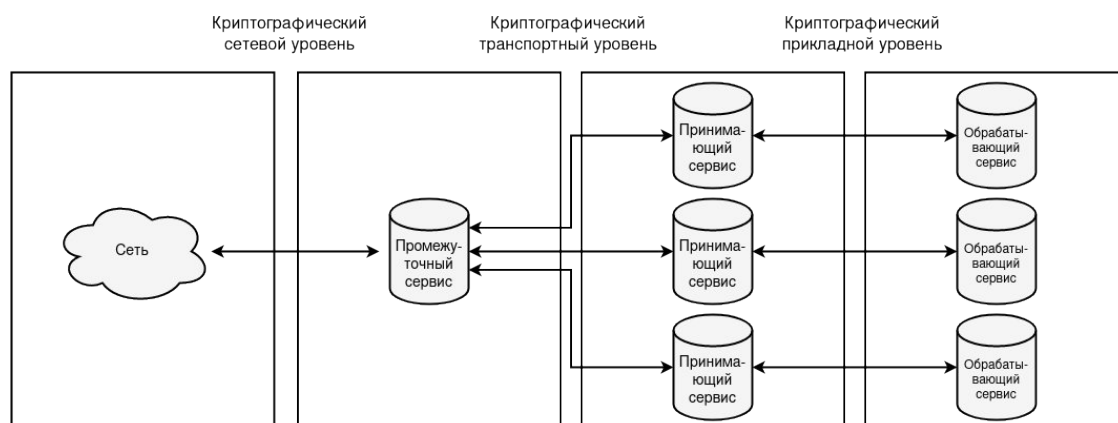 Криптографический
сетевой уровень
Криптографический
транспортный уровень
Криптографический
прикладной уровень
Сеть
Промежу-
точный
сервис
Принима-
ющий
сервис
Обрабаты-
вающий
сервис
Принима-
ющий
сервис
Обрабаты-
вающий
сервис
Принима-
ющий
сервис
Обрабаты-
вающий
сервис